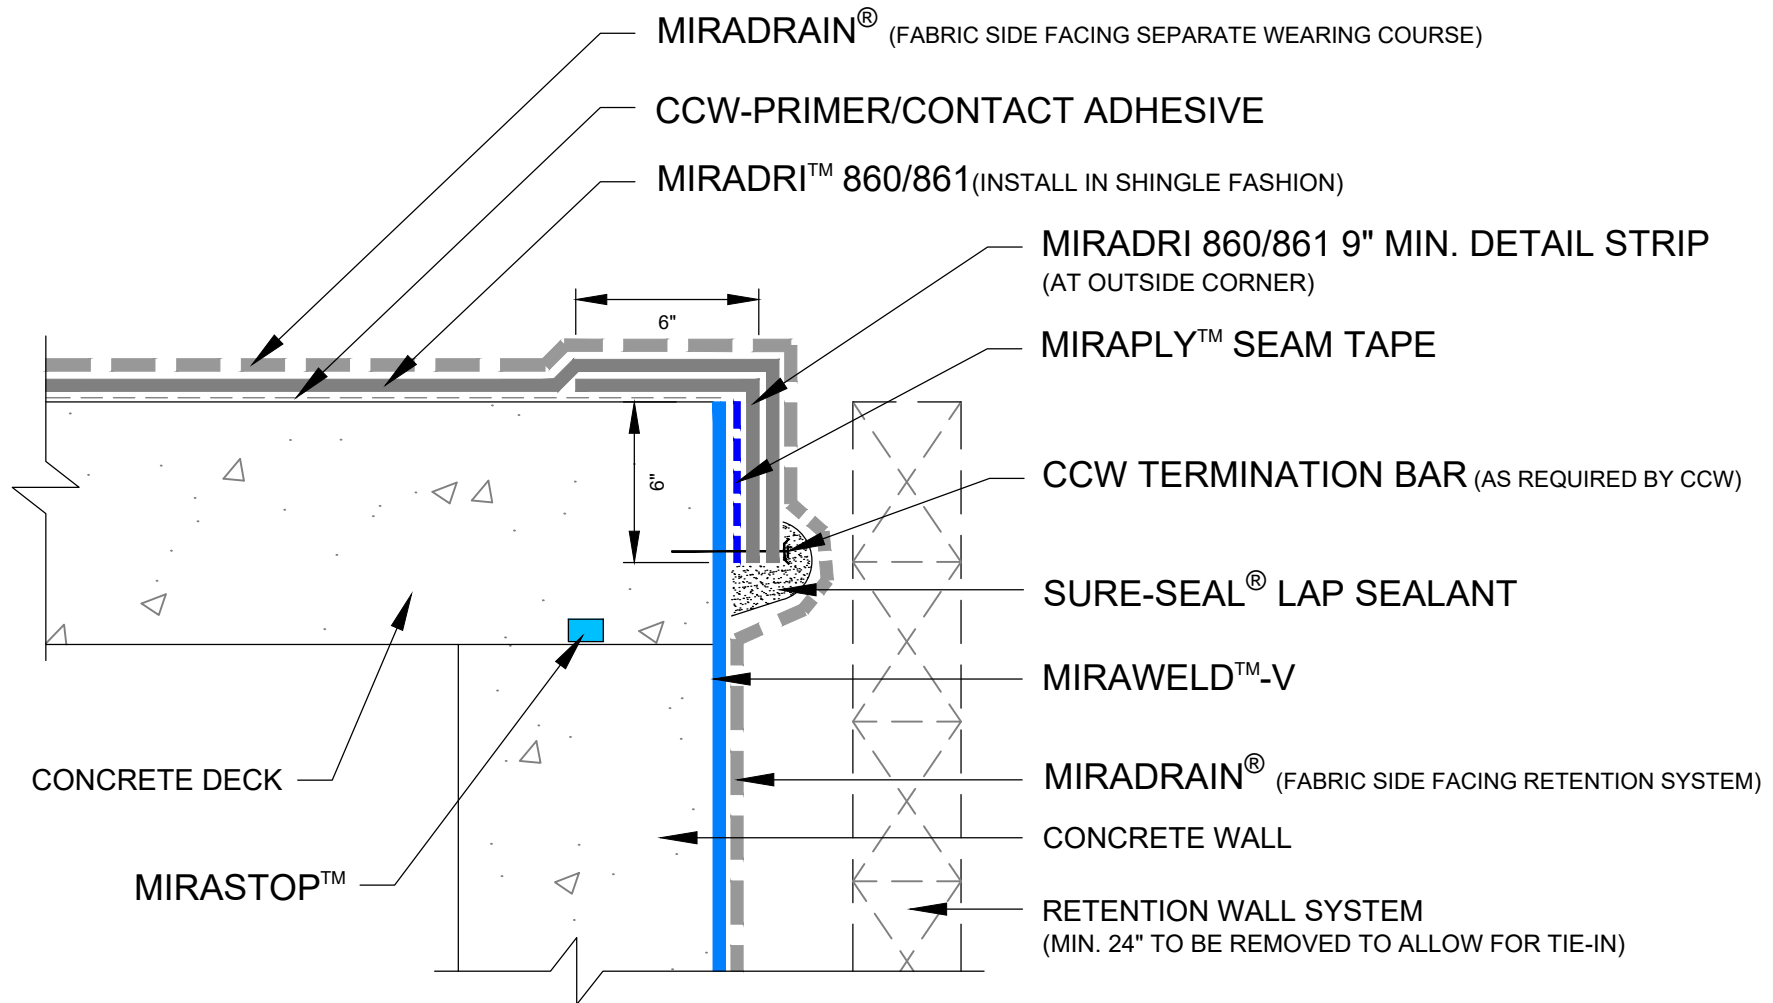 MIRADRAIN® (FABRIC SIDE FACING SEPARATE WEARING COURSE)
CCW-PRIMER/CONTACT ADHESIVE
MIRADRI™ 860/861(INSTALL IN SHINGLE FASHION)
MIRADRI 860/861 9" MIN. DETAIL STRIP
(AT OUTSIDE CORNER)
6"
MIRAPLY™ SEAM TAPE
6"
CCW TERMINATION BAR (AS REQUIRED BY CCW)
SURE-SEAL® LAP SEALANT
MIRAWELD™-V
CONCRETE DECK
MIRADRAIN® (FABRIC SIDE FACING RETENTION SYSTEM)
CONCRETE WALL
MIRASTOP™
RETENTION WALL SYSTEM
(MIN. 24" TO BE REMOVED TO ALLOW FOR TIE-IN)